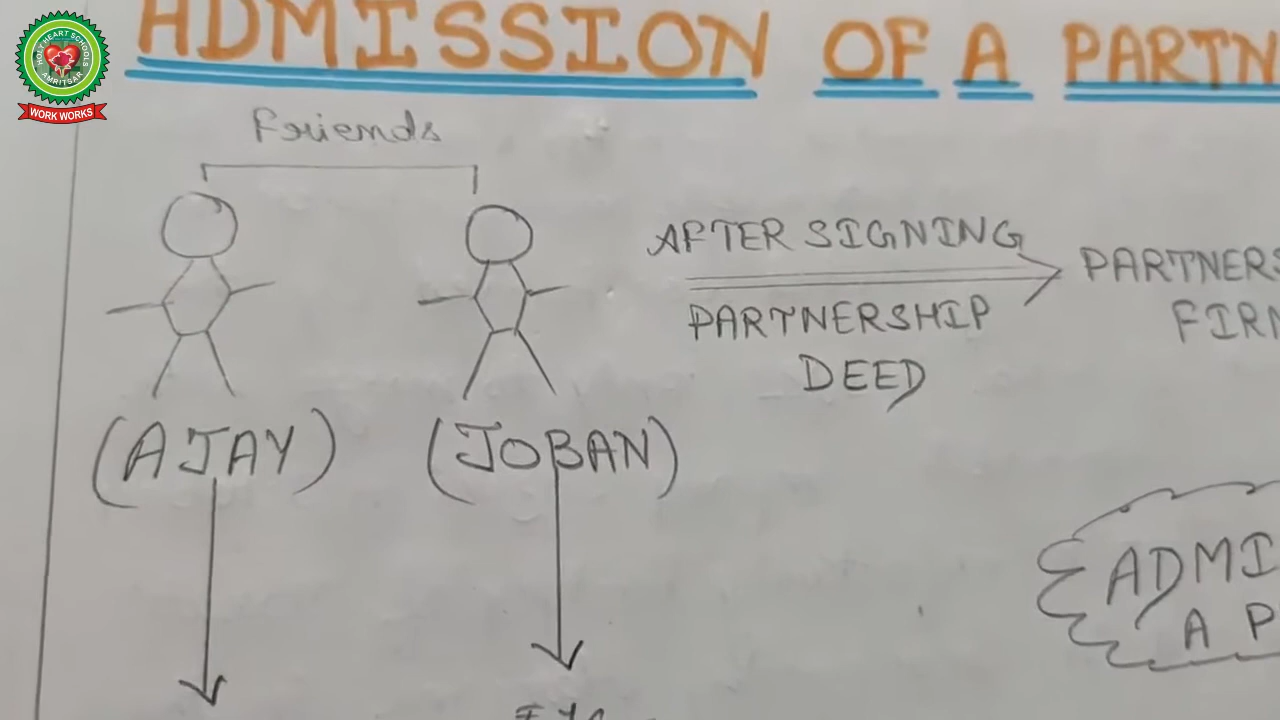 ADMISSION OF A PARTN
HOLY HEART SCHOOLS
AMRITSAR
WORK WORKS
Friends
AFTER SIGNING
PARTNERSHIP
DEED
PARTNERS
FIRM
(AJAY) (JOBAN)
ADMI
A P